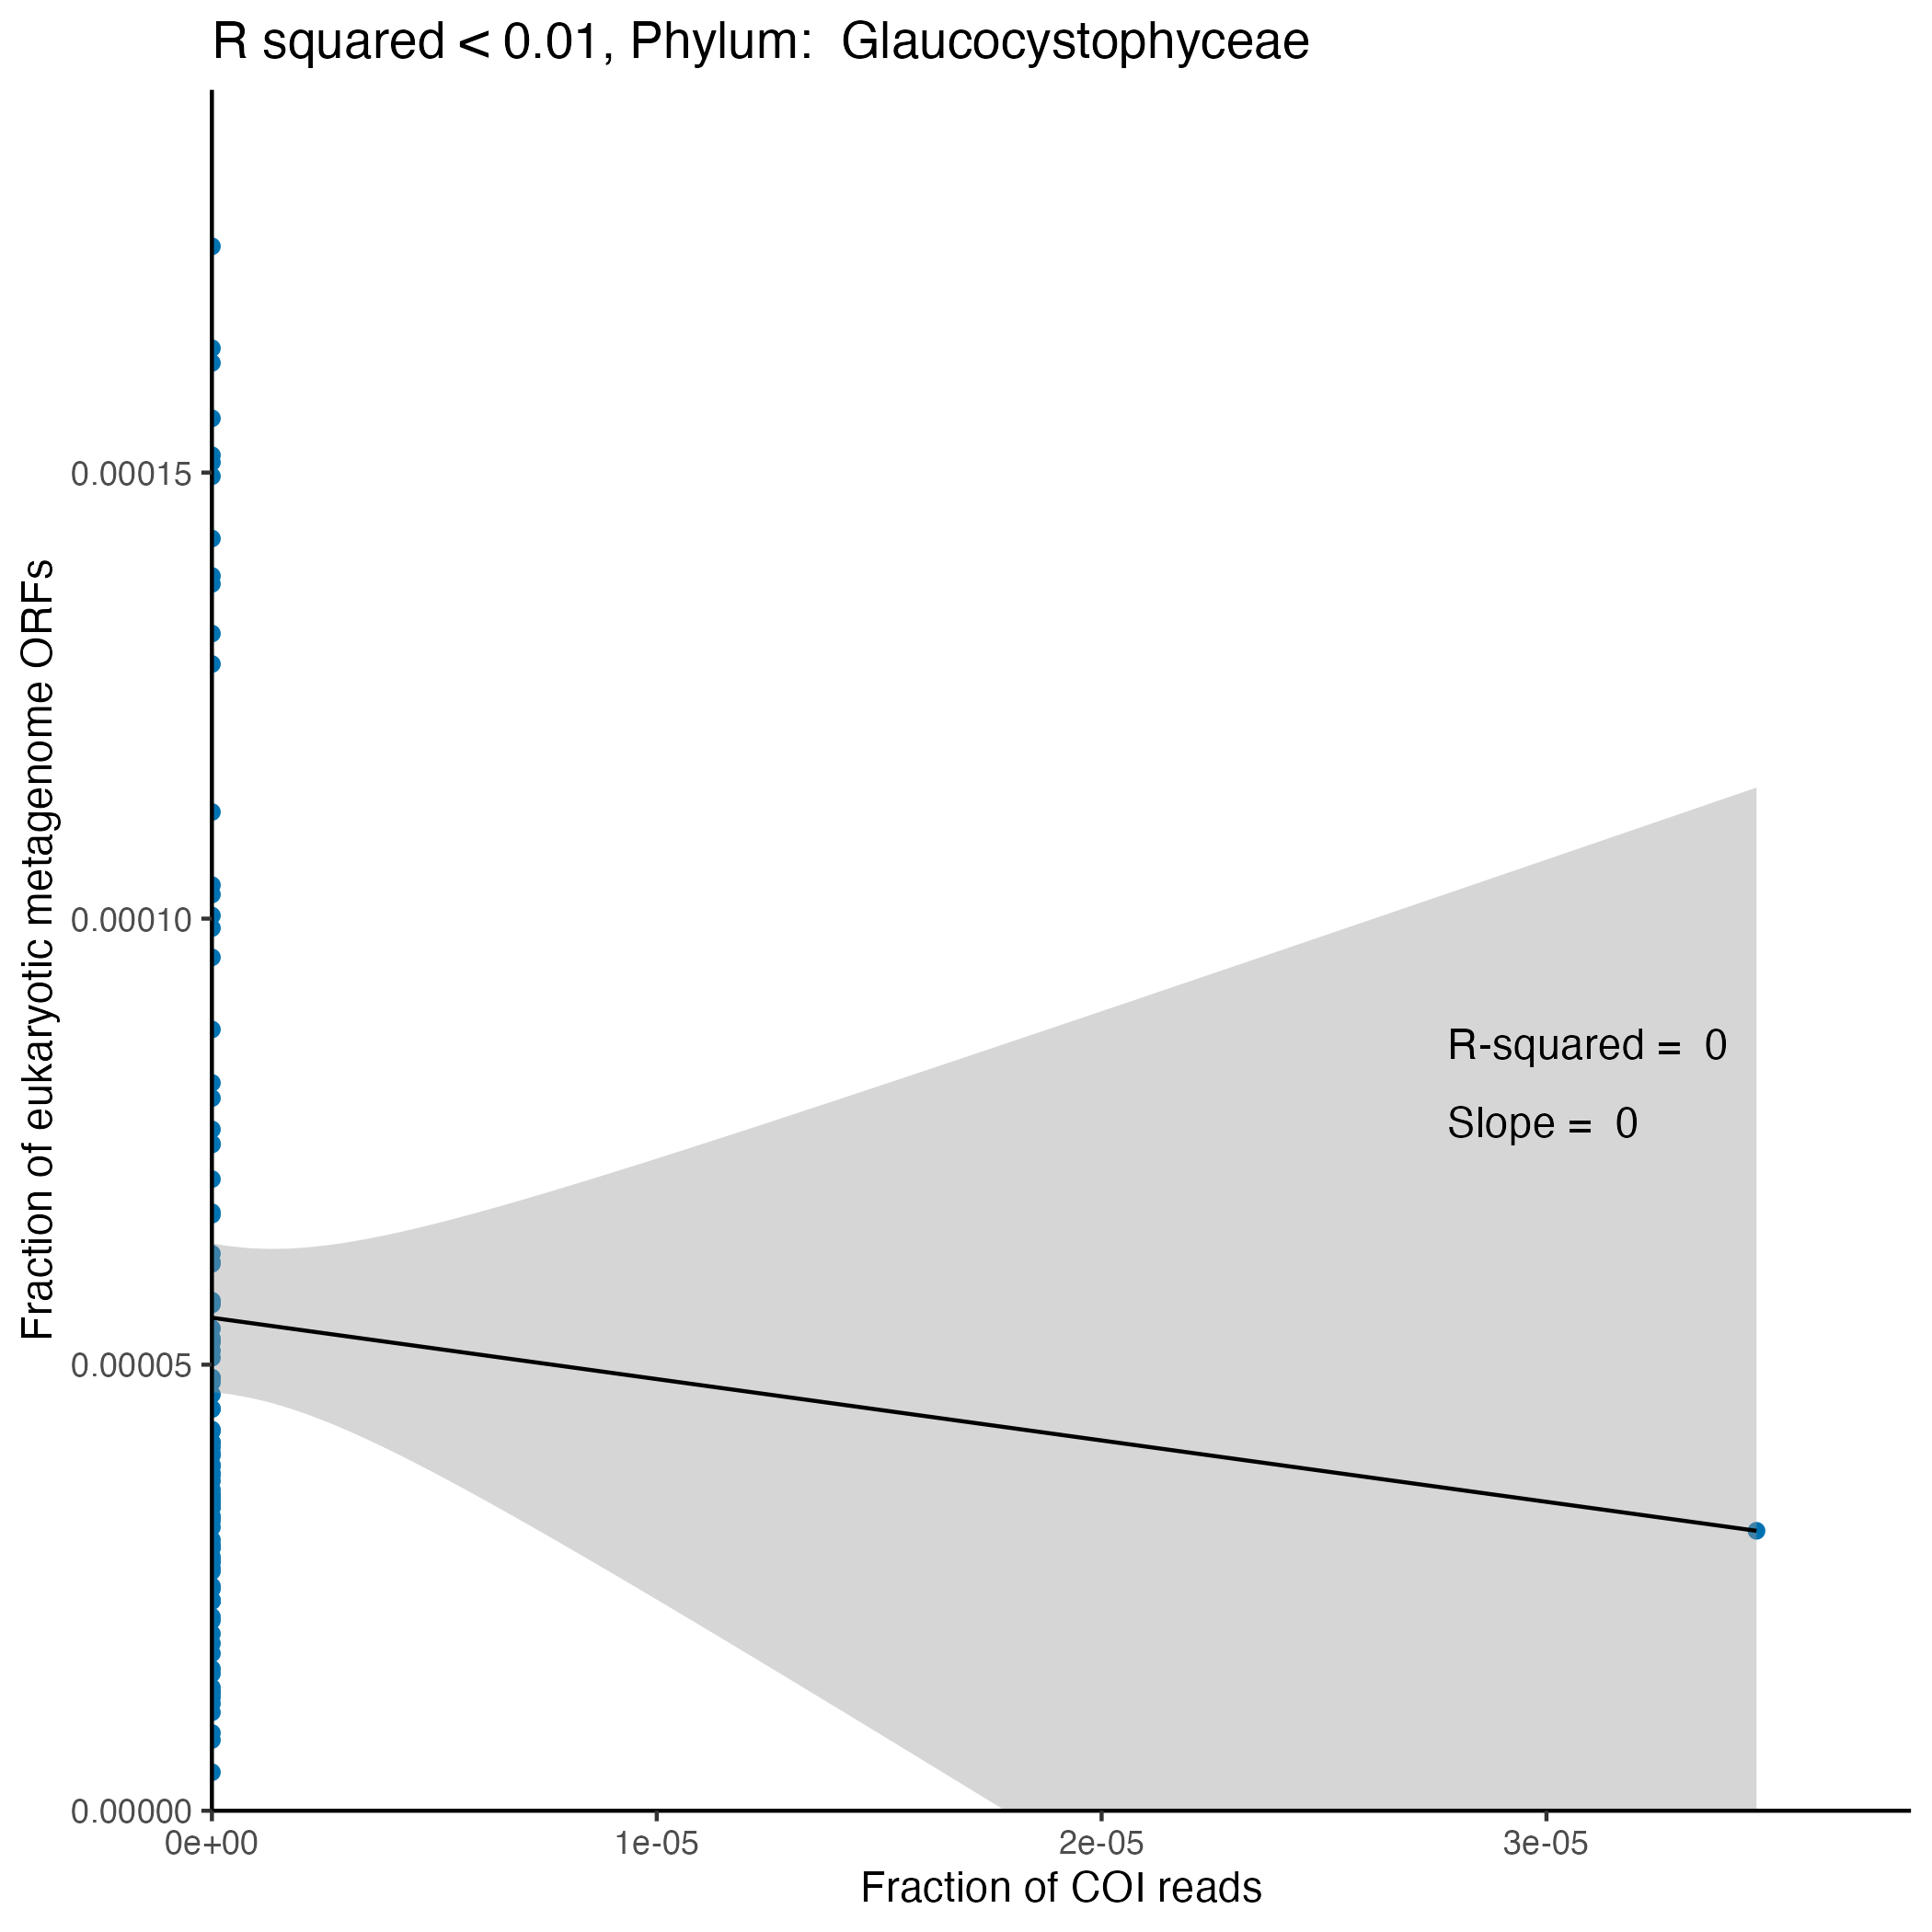 R squared < 0.01, Phylum:  Glaucocystophyceae
Fraction of eukaryotic metagenome ORFs
0.00015
0.00010
0.00005
0.00000
R-squared =  0
Slope =  0
0e+00 1e-05 2e-05 3e-05
Fraction of COI reads